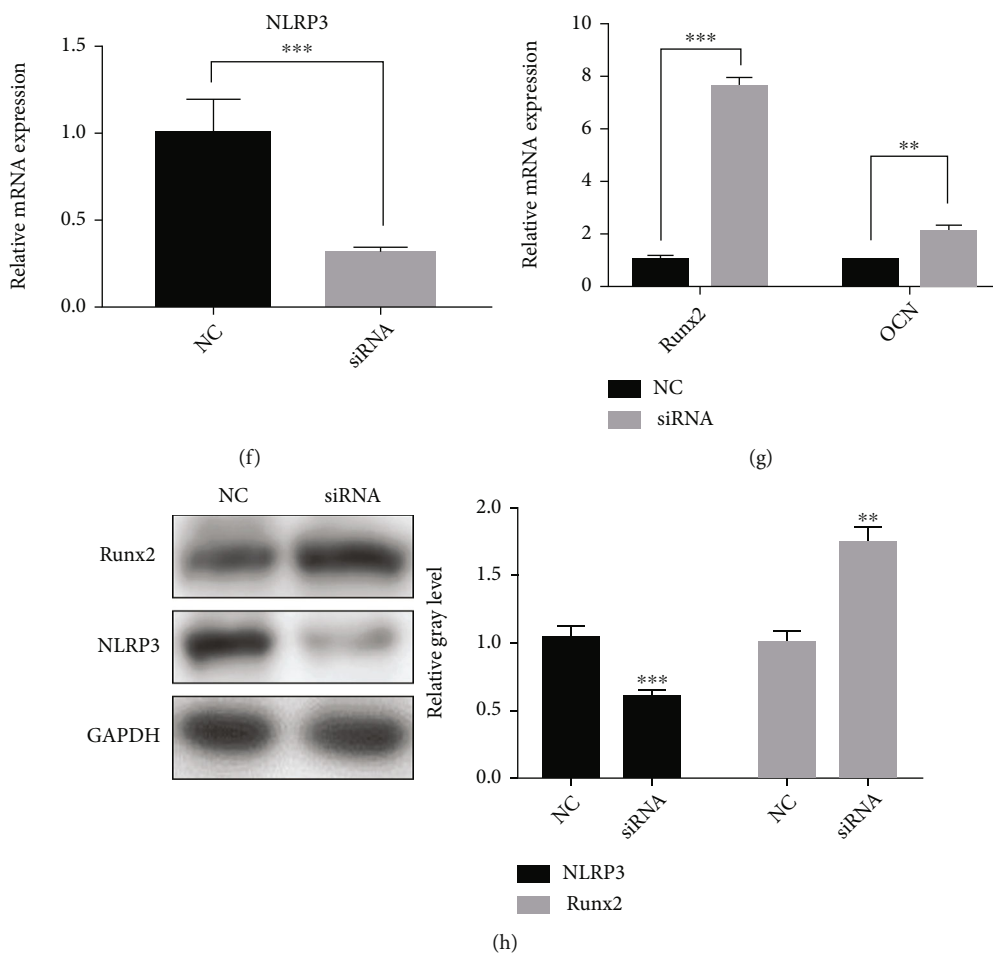 NLRP3
***
1.5
1.0
0.5
0.0
Relative mRNA expression
NC
siRNA
(f)
10
8
6
4
2
0
Relative mRNA expression
***
**
Runx2
OCN
NC
siRNA
(g)
NC
siRNA
Runx2
NLRP3
GAPDH
Relative gray level
2.0
1.5
1.0
0.5
0.0
***
**
NC
siRNA
NC
siRNA
NLRP3
Runx2
(h)